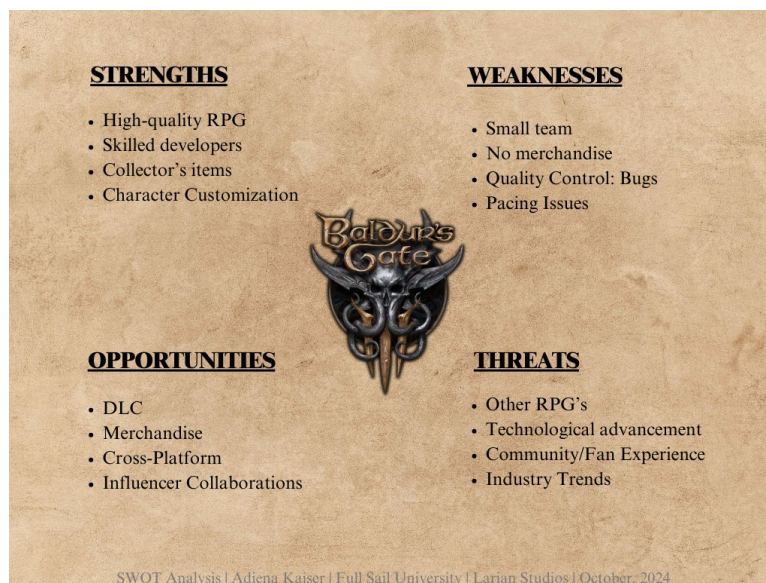 STRENGTHS
• High-quality RPG
• Skilled developers
• Collector's items
• Character Customization
WEAKNESSES
• Small team
• No merchandise
• Quality Control: Bugs
• Pacing Issues
Baldur's
Gate
OPPORTUNITIES
• DLC
• Merchandise
• Cross-Platform
• Influencer Collaborations
THREATS
• Other RPG's
• Technological advancement
• Community/Fan Experience
• Industry Trends
SWOT Analysis | Adiena Kaiser | Full Sail University | Larian Studios | October, 2024